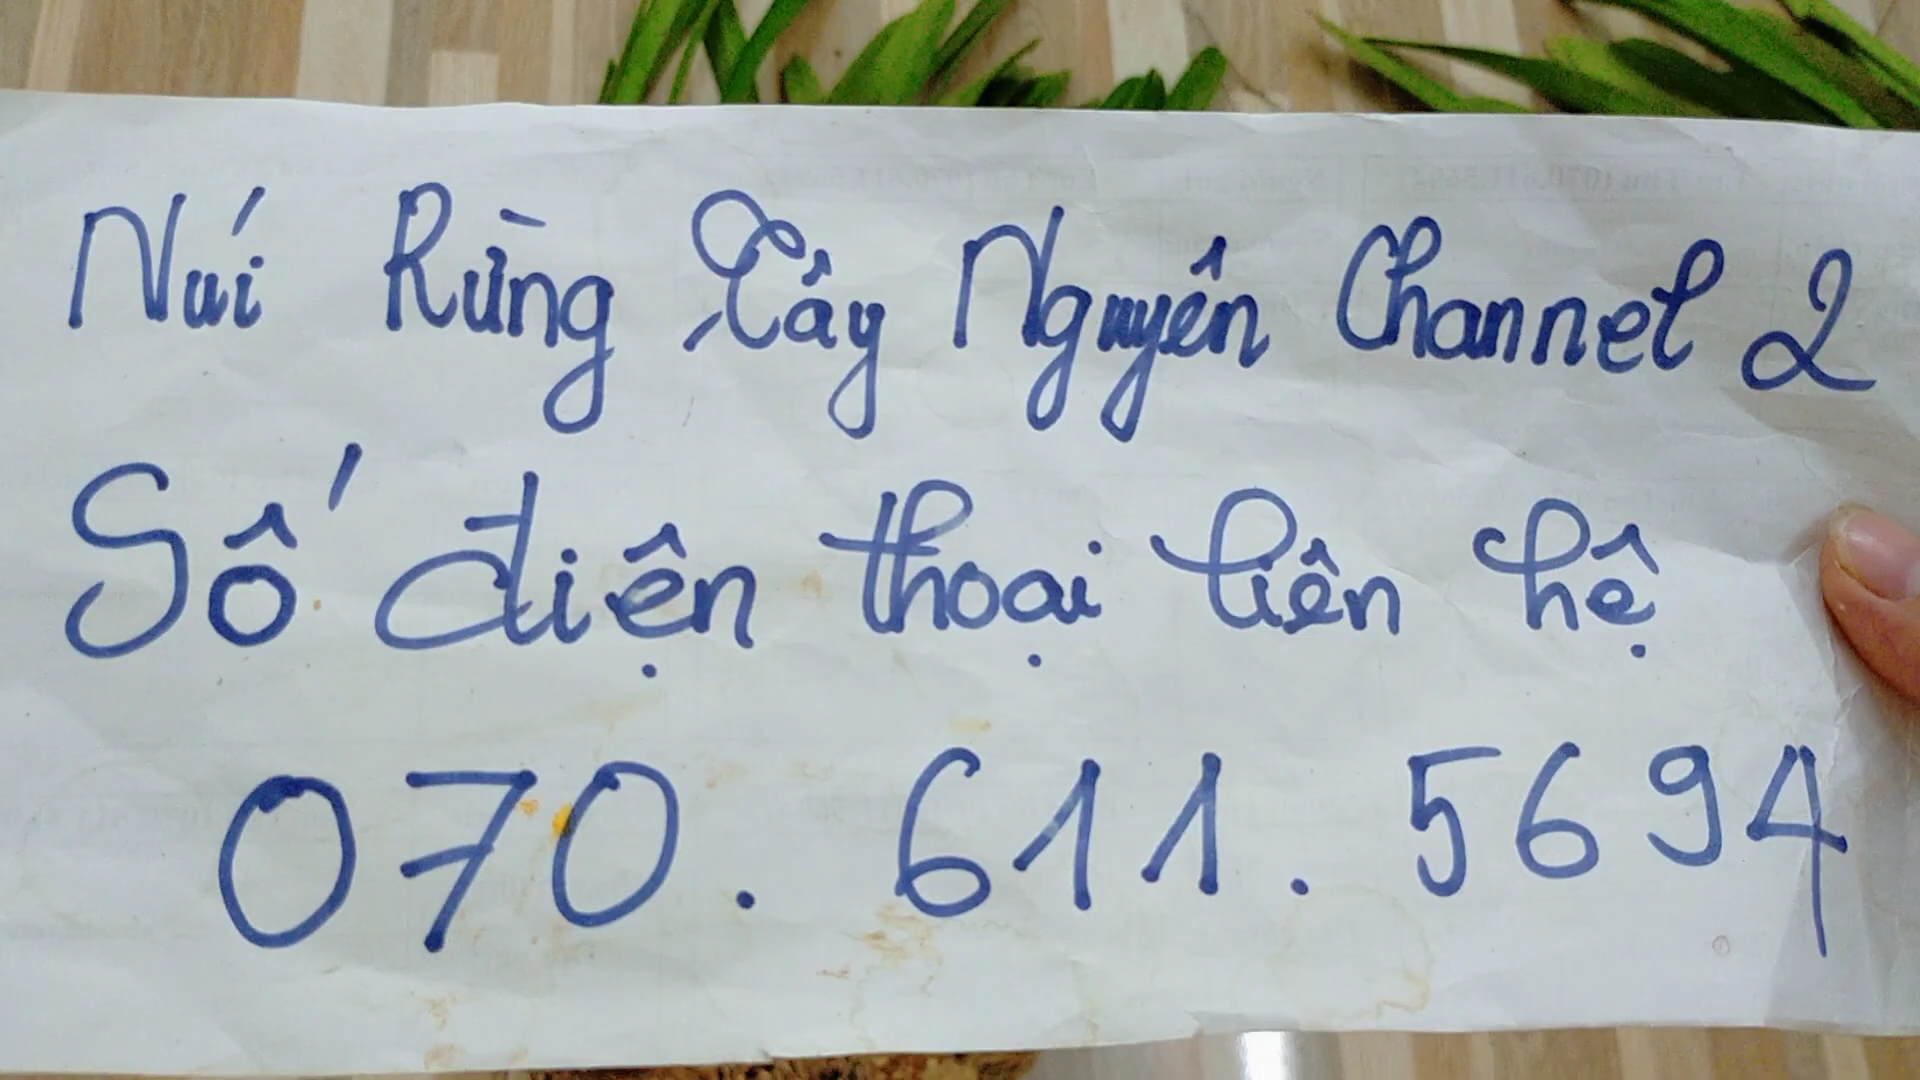 Núi Rừng Tây Nguyên Channel 2
Số điện thoại liên hệ
070. 611. 5694